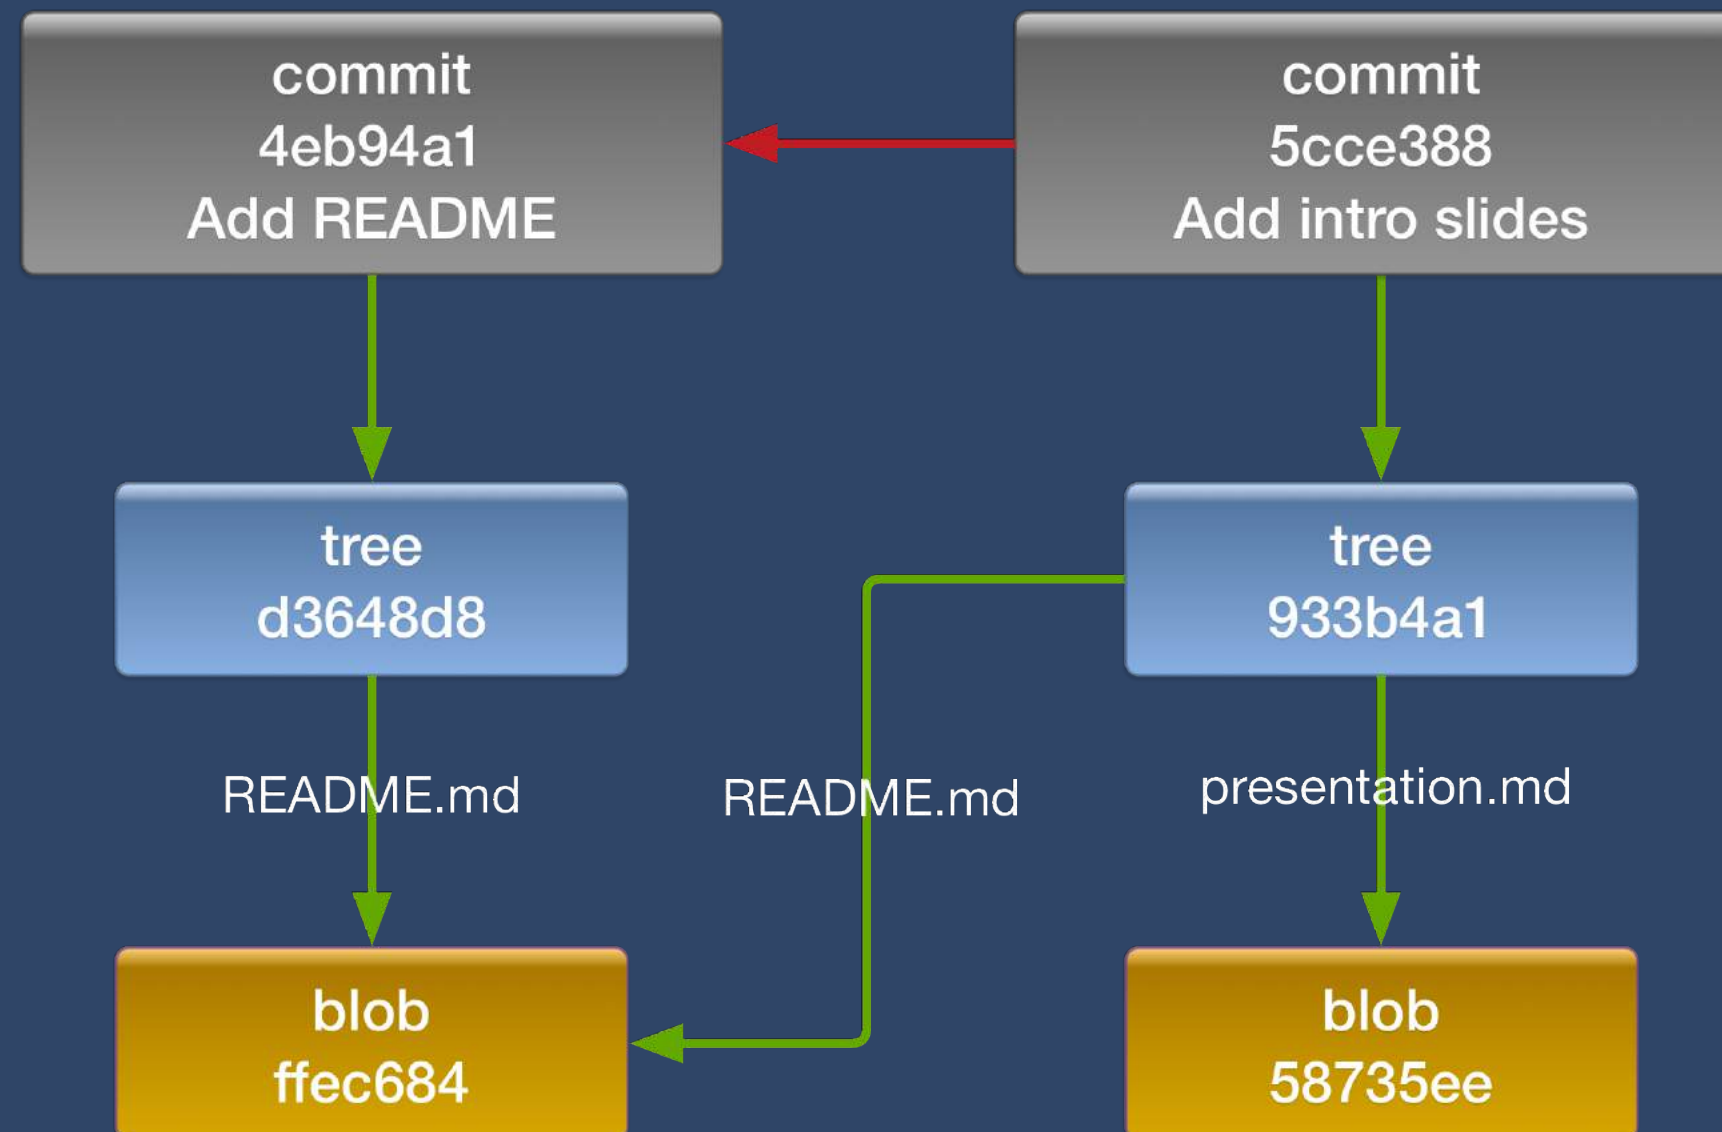 commit
4eb94a1
Add README
commit
5cce388
Add intro slides
tree
d3648d8
tree
933b4a1
README.md
README.md
presentation.md
blob
ffec684
blob
58735ee